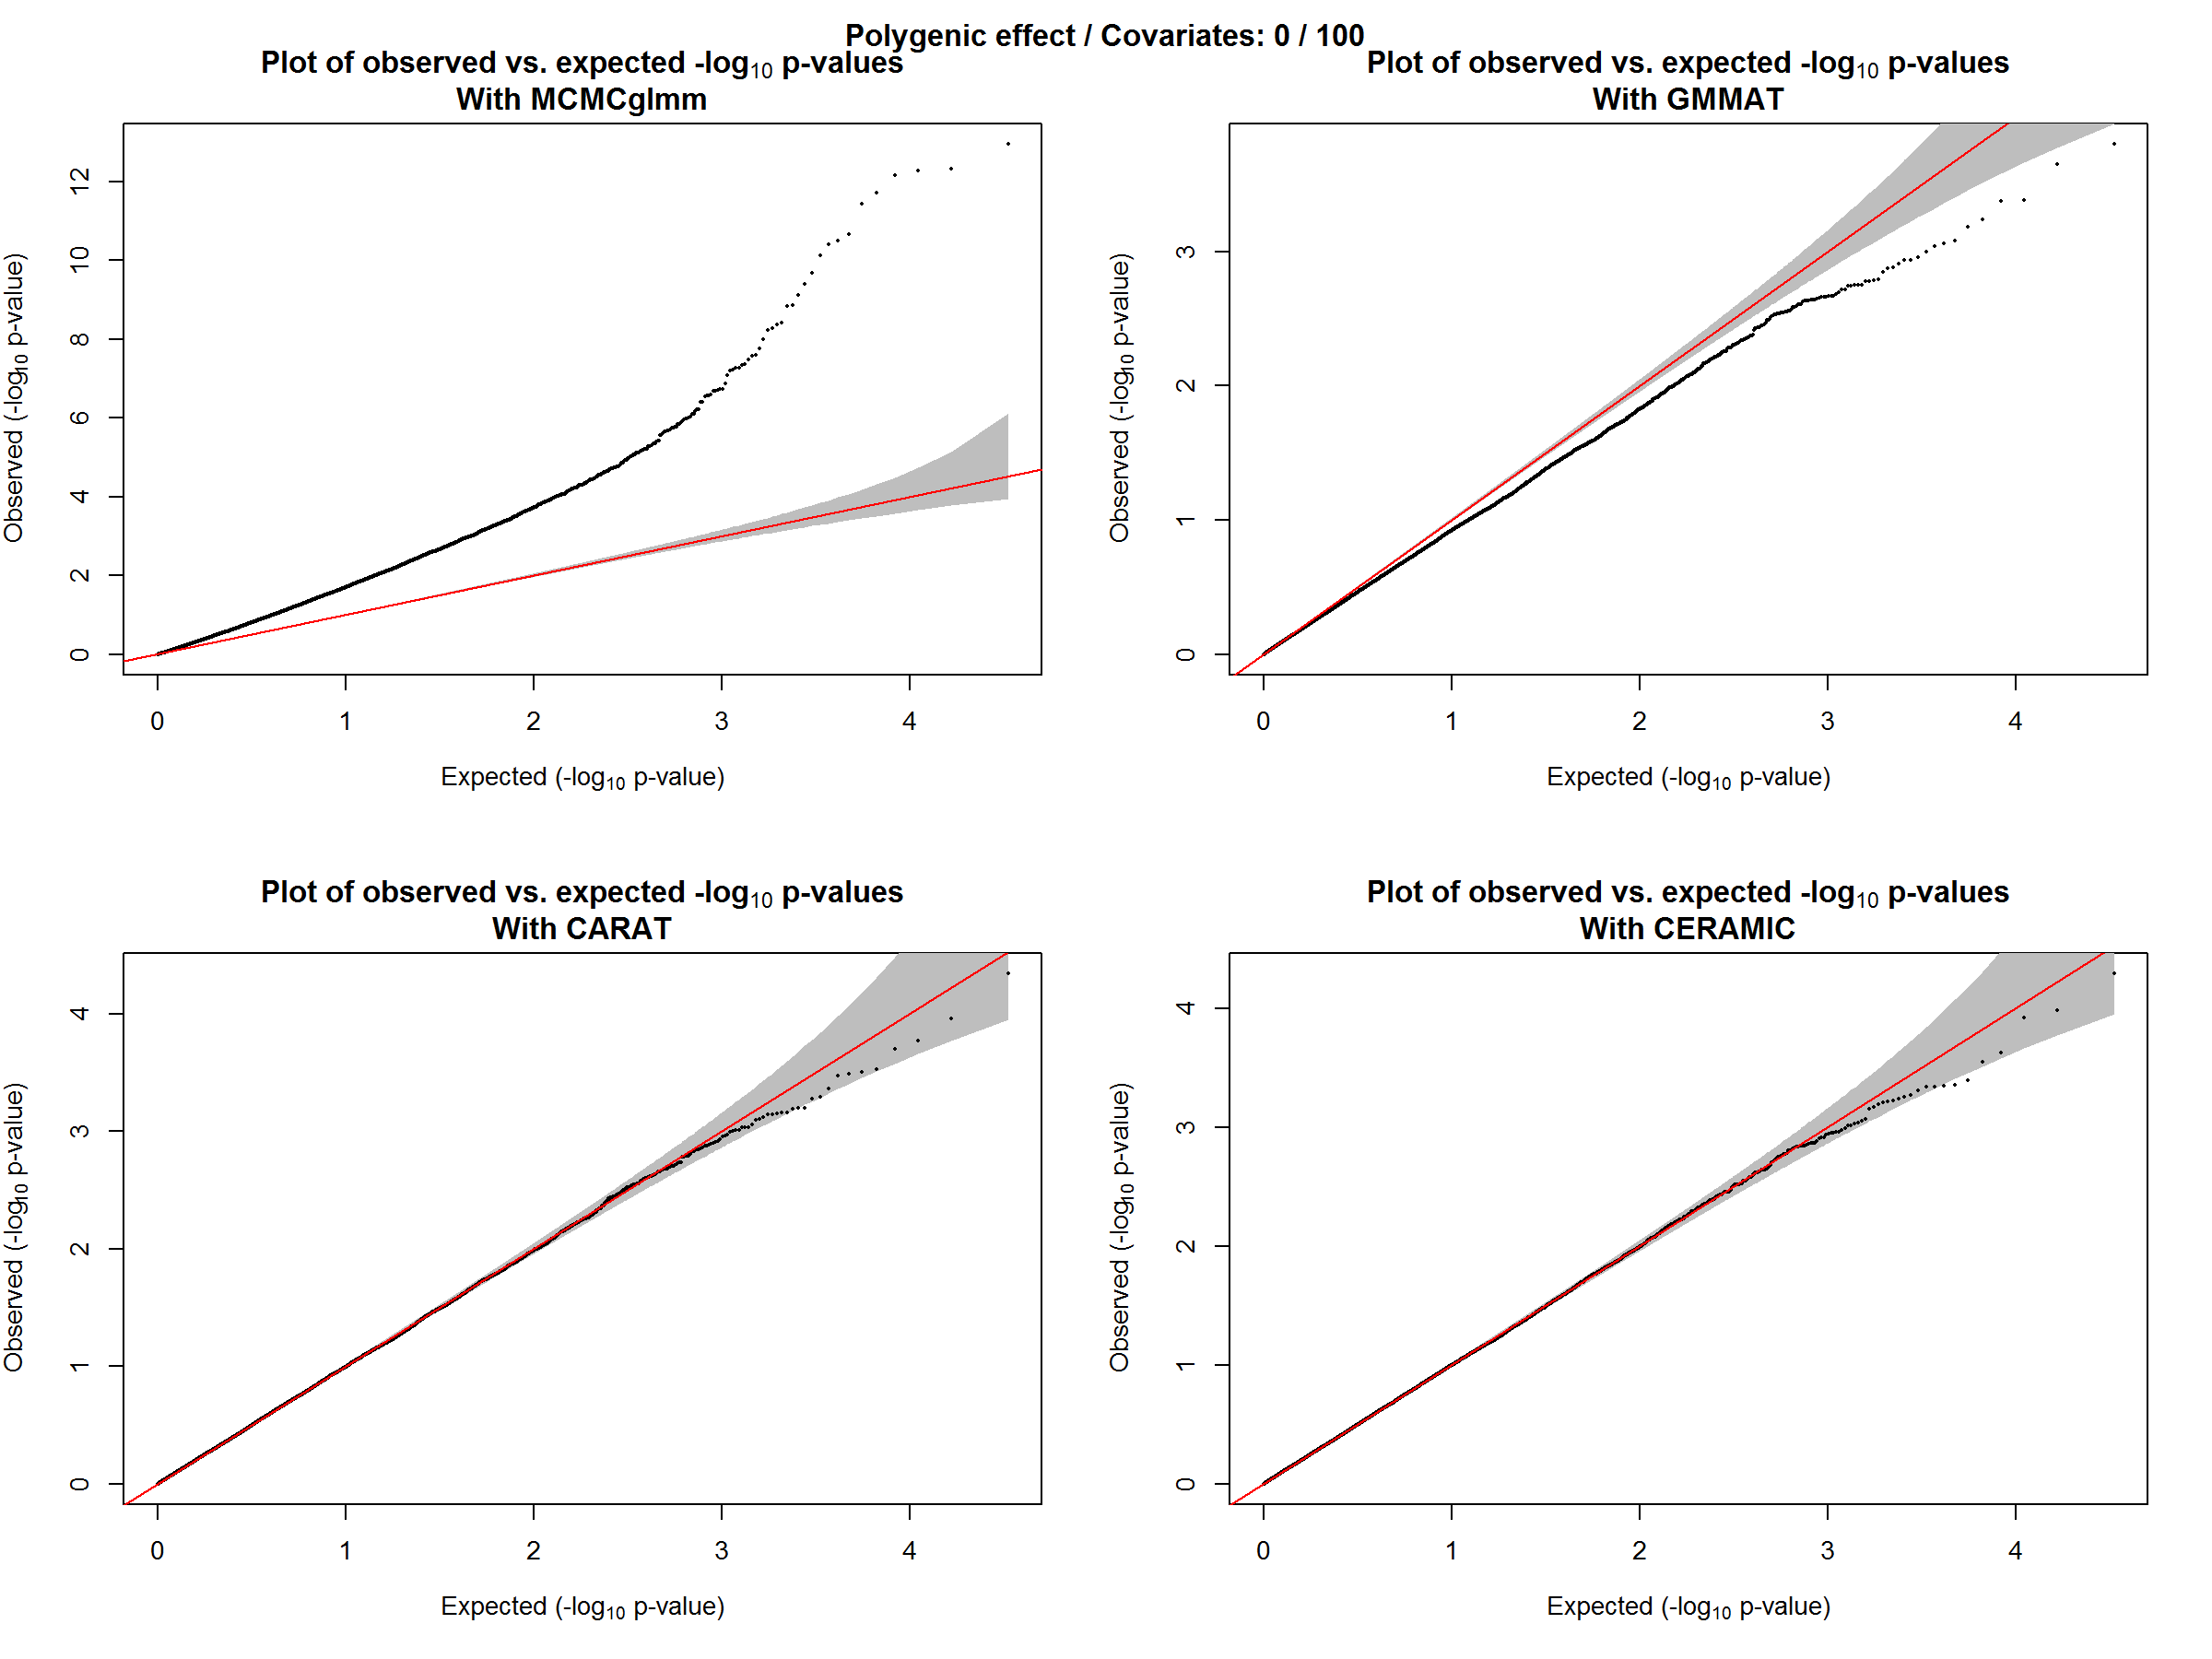 Polygenic effect / Covariates: 0 / 100
Plot of observed vs. expected -log10 p-values
With MCMCglmm
Observed (-log10 p-value)
0 2 4 6 8 10 12
0 1 2 3 4
Expected (-log10 p-value)
Plot of observed vs. expected -log10 p-values
With GMMAT
Observed (-log10 p-value)
0 1 2 3
0 1 2 3 4
Expected (-log10 p-value)
Plot of observed vs. expected -log10 p-values
With CARAT
Observed (-log10 p-value)
0 1 2 3 4
0 1 2 3 4
Expected (-log10 p-value)
Plot of observed vs. expected -log10 p-values
With CERAMIC
Observed (-log10 p-value)
0 1 2 3 4
0 1 2 3 4
Expected (-log10 p-value)